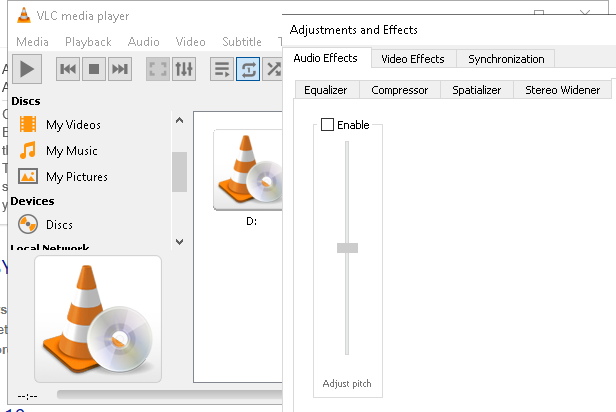 VLC media player
Media Playback Audio Video Subtitle
Discs
My Videos
My Music
My Pictures
Devices
Discs
Local Network
D:
--:--
Adjustments and Effects
Audio Effects Video Effects Synchronization
Equalizer Compressor Spatializer Stereo Widener
Enable
Adjust pitch